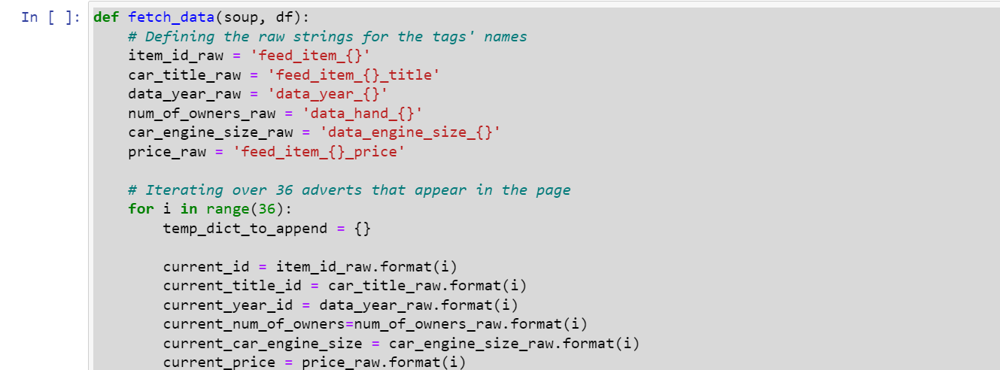 In [ ]: def fetch_data(soup, df):
    # Defining the raw strings for the tags' names
    item_id_raw = 'feed_item_{}'
    car_title_raw = 'feed_item_{}_title'
    data_year_raw = 'data_year_{}'
    num_of_owners_raw = 'data_hand_{}'
    car_engine_size_raw = 'data_engine_size_{}'
    price_raw = 'feed_item_{}_price'

    # Iterating over 36 adverts that appear in the page
    for i in range(36):
        temp_dict_to_append = {}

        current_id = item_id_raw.format(i)
        current_title_id = car_title_raw.format(i)
        current_year_id = data_year_raw.format(i)
        current_num_of_owners=num_of_owners_raw.format(i)
        current_car_engine_size = car_engine_size_raw.format(i)
        current_price = price_raw.format(i)